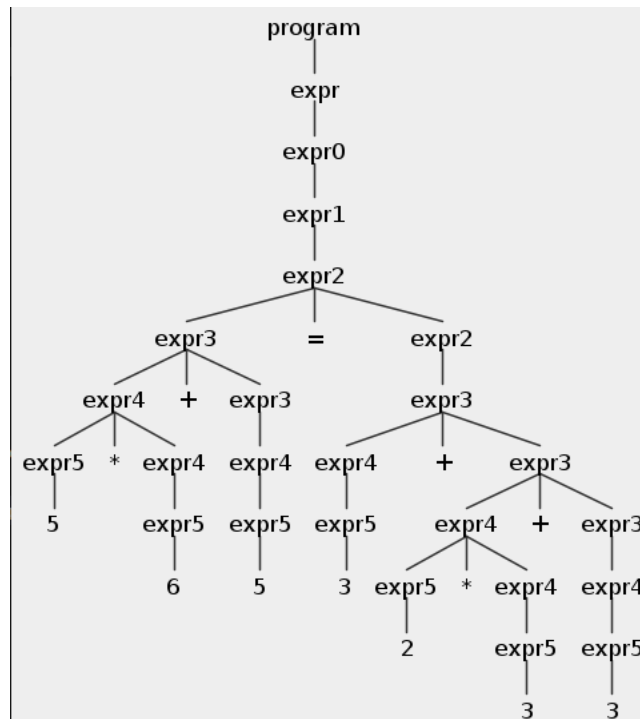 program
expr
expr0
expr1
expr2
expr3 = expr2
expr4 + expr3 expr3
expr5 * expr4 expr4 expr4 + expr3
5 expr5 expr5 expr5 expr4 + expr3
6 5 3 expr5 * expr4 expr4
2 expr5 expr5
3 3